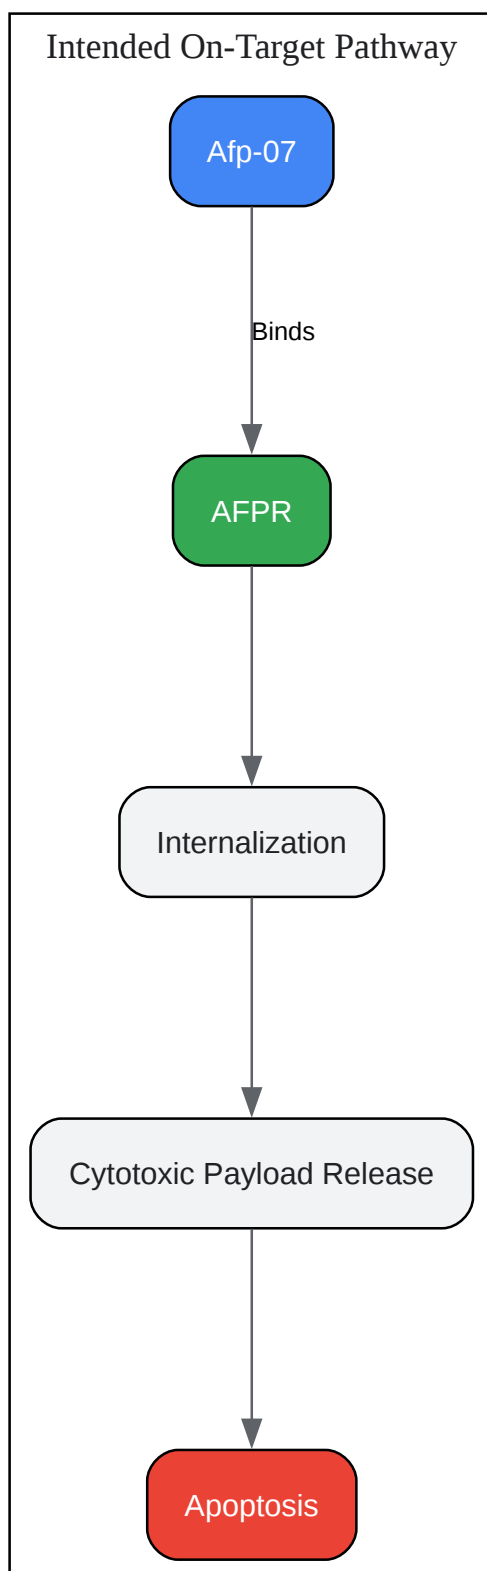 Intended On-Target Pathway
Afp-07
Binds
AFPR
Internalization
Cytotoxic Payload Release
Apoptosis